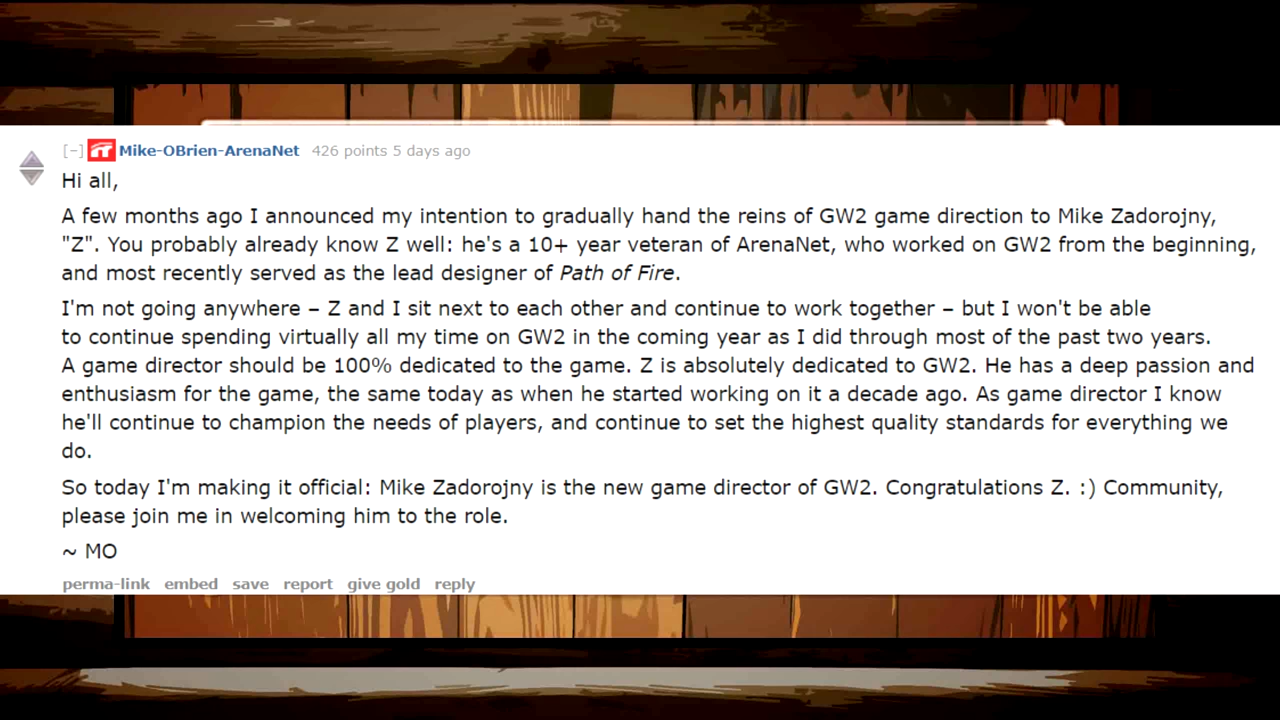 [–] Mike-OBrien-ArenaNet 426 points 5 days ago
Hi all,
A few months ago I announced my intention to gradually hand the reins of GW2 game direction to Mike Zadorojny,
"Z". You probably already know Z well: he's a 10+ year veteran of ArenaNet, who worked on GW2 from the beginning,
and most recently served as the lead designer of Path of Fire.
I'm not going anywhere – Z and I sit next to each other and continue to work together – but I won't be able
to continue spending virtually all my time on GW2 in the coming year as I did through most of the past two years.
A game director should be 100% dedicated to the game. Z is absolutely dedicated to GW2. He has a deep passion and
enthusiasm for the game, the same today as when he started working on it a decade ago. As game director I know
he'll continue to champion the needs of players, and continue to set the highest quality standards for everything we
do.
So today I'm making it official: Mike Zadorojny is the new game director of GW2. Congratulations Z. :) Community,
please join me in welcoming him to the role.
~ MO
perma-link embed save report give gold reply